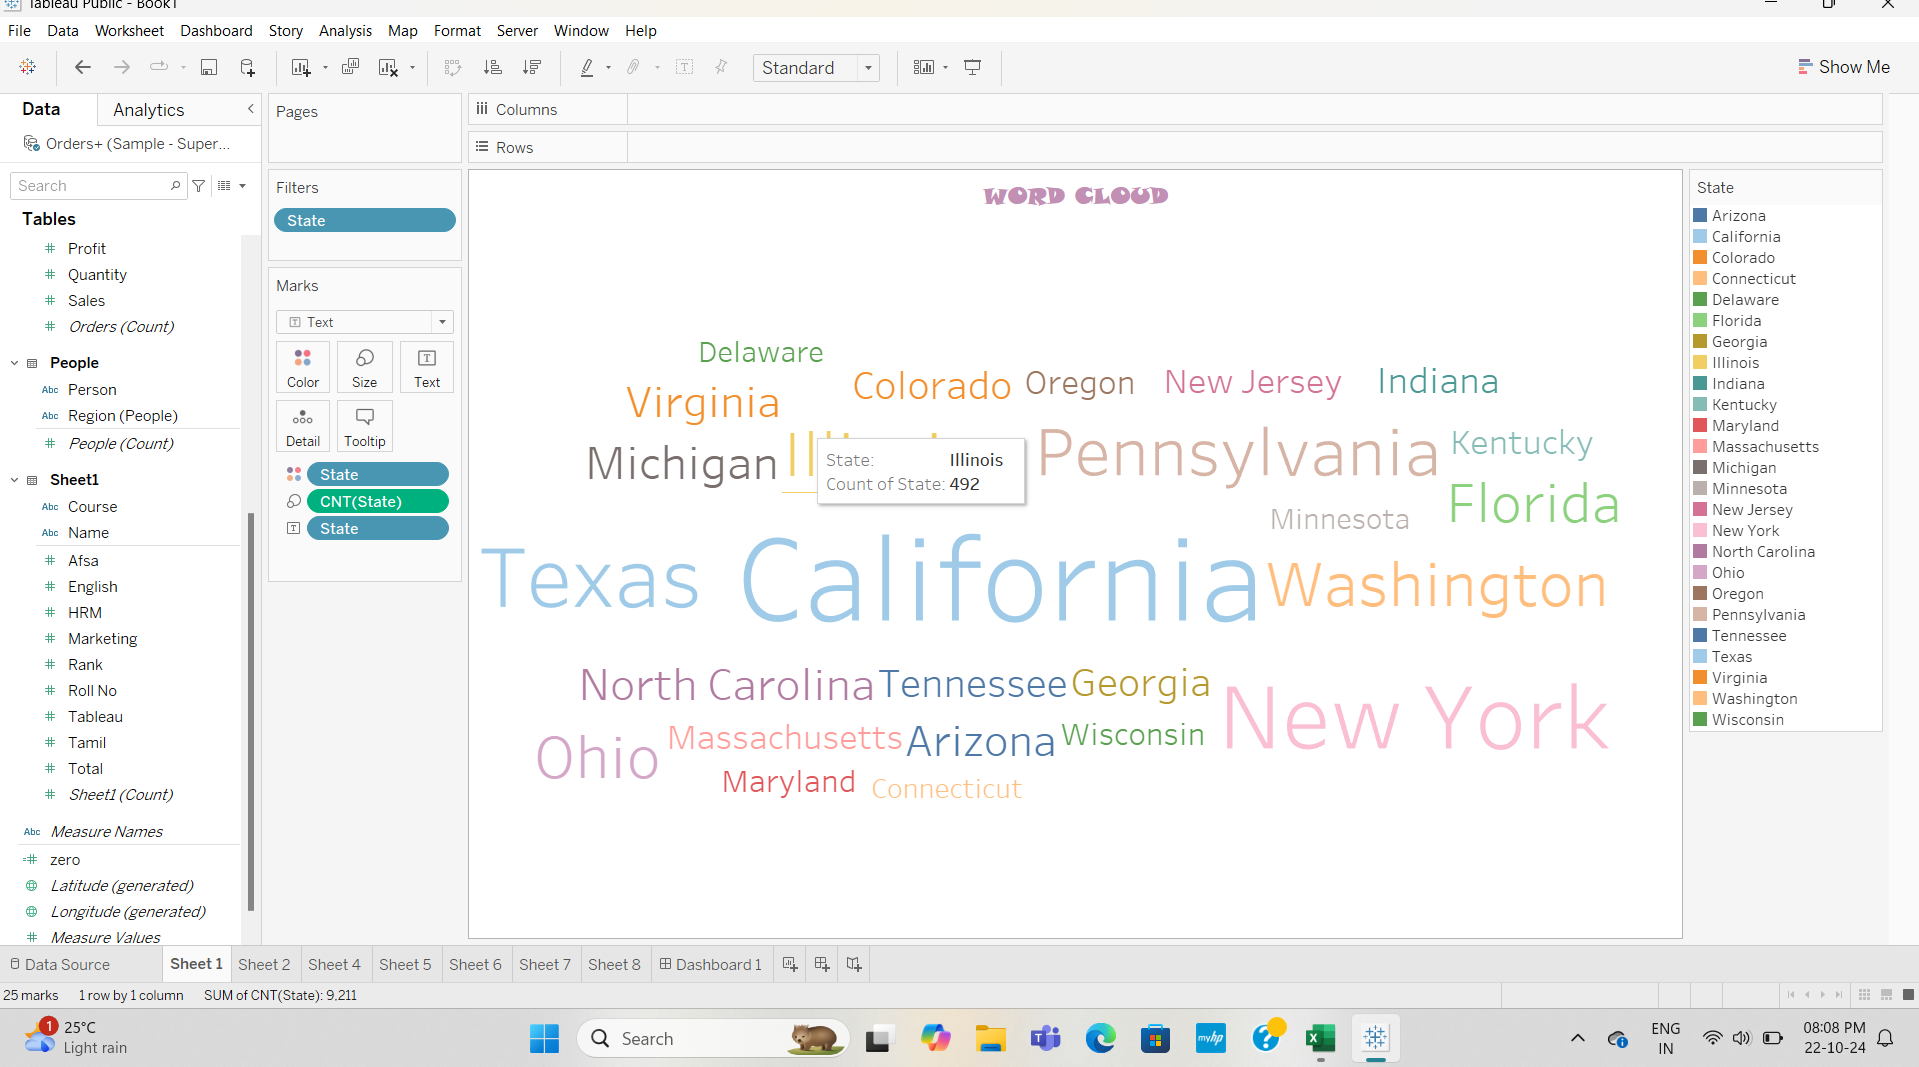 Tableau Public - Book1
File Data Worksheet Dashboard Story Analysis Map Format Server Window Help
Standard
Show Me
Data Analytics
Orders+ (Sample - Super...
Search
Tables
Profit
Quantity
Sales
Orders (Count)
People
Abc Person
Abc Region (People)
People (Count)
Sheet1
Abc Course
Abc Name
Afsa
English
HRM
Marketing
Rank
Roll No
Tableau
Tamil
Total
Sheet1 (Count)
Abc Measure Names
zero
Latitude (generated)
Longitude (generated)
Measure Values
Pages
Filters
State
Marks
Text
Color Size Text
Detail Tooltip
State
CNT(State)
State
Columns
Rows
WORD CLOUD
Delaware
Virginia Colorado Oregon New Jersey Indiana
Michigan Pennsylvania Kentucky
State: Illinois
Count of State: 492
Minnesota Florida
Texas California Washington
North Carolina Tennessee Georgia
New York
Ohio Massachusetts Arizona Wisconsin
Maryland Connecticut
State
Arizona
California
Colorado
Connecticut
Delaware
Florida
Georgia
Illinois
Indiana
Kentucky
Maryland
Massachusetts
Michigan
Minnesota
New Jersey
New York
North Carolina
Ohio
Oregon
Pennsylvania
Tennessee
Texas
Virginia
Washington
Wisconsin
Data Source Sheet 1 Sheet 2 Sheet 4 Sheet 5 Sheet 6 Sheet 7 Sheet 8 Dashboard 1
25 marks 1 row by 1 column SUM of CNT(State): 9,211
1
25°C
Light rain
Search
myhp
ENG
IN
08:08 PM
22-10-24